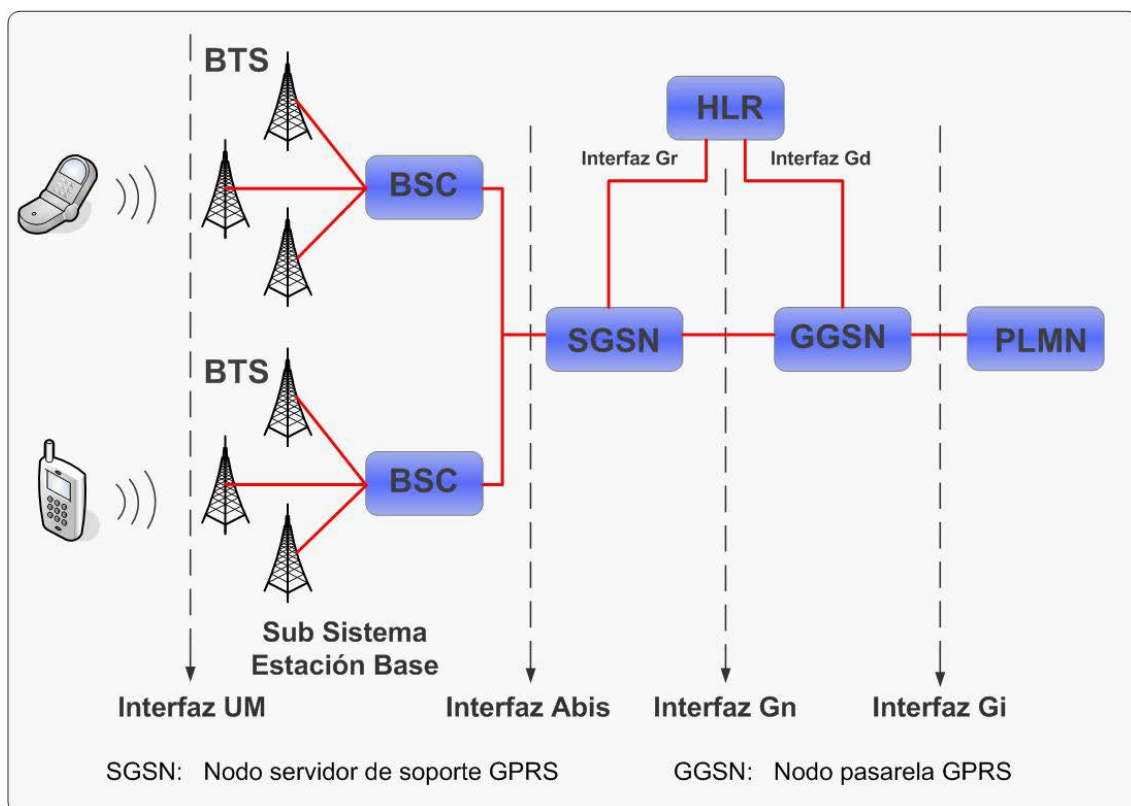 BTS
HLR
Interfaz Gr
Interfaz Gd
BSC
SGSN
GGSN
PLMN
BTS
BSC
Sub Sistema
Estación Base
Interfaz UM
Interfaz Abis
Interfaz Gn
Interfaz Gi
SGSN: Nodo servidor de soporte GPRS
GGSN: Nodo pasarela GPRS